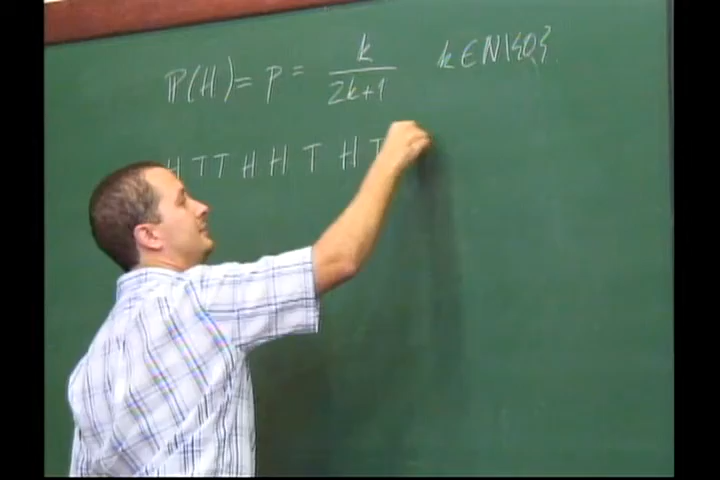 ℙ(H) = p = k/(2k+1) k ∈ ℕ\{0}
H T T H H T H T